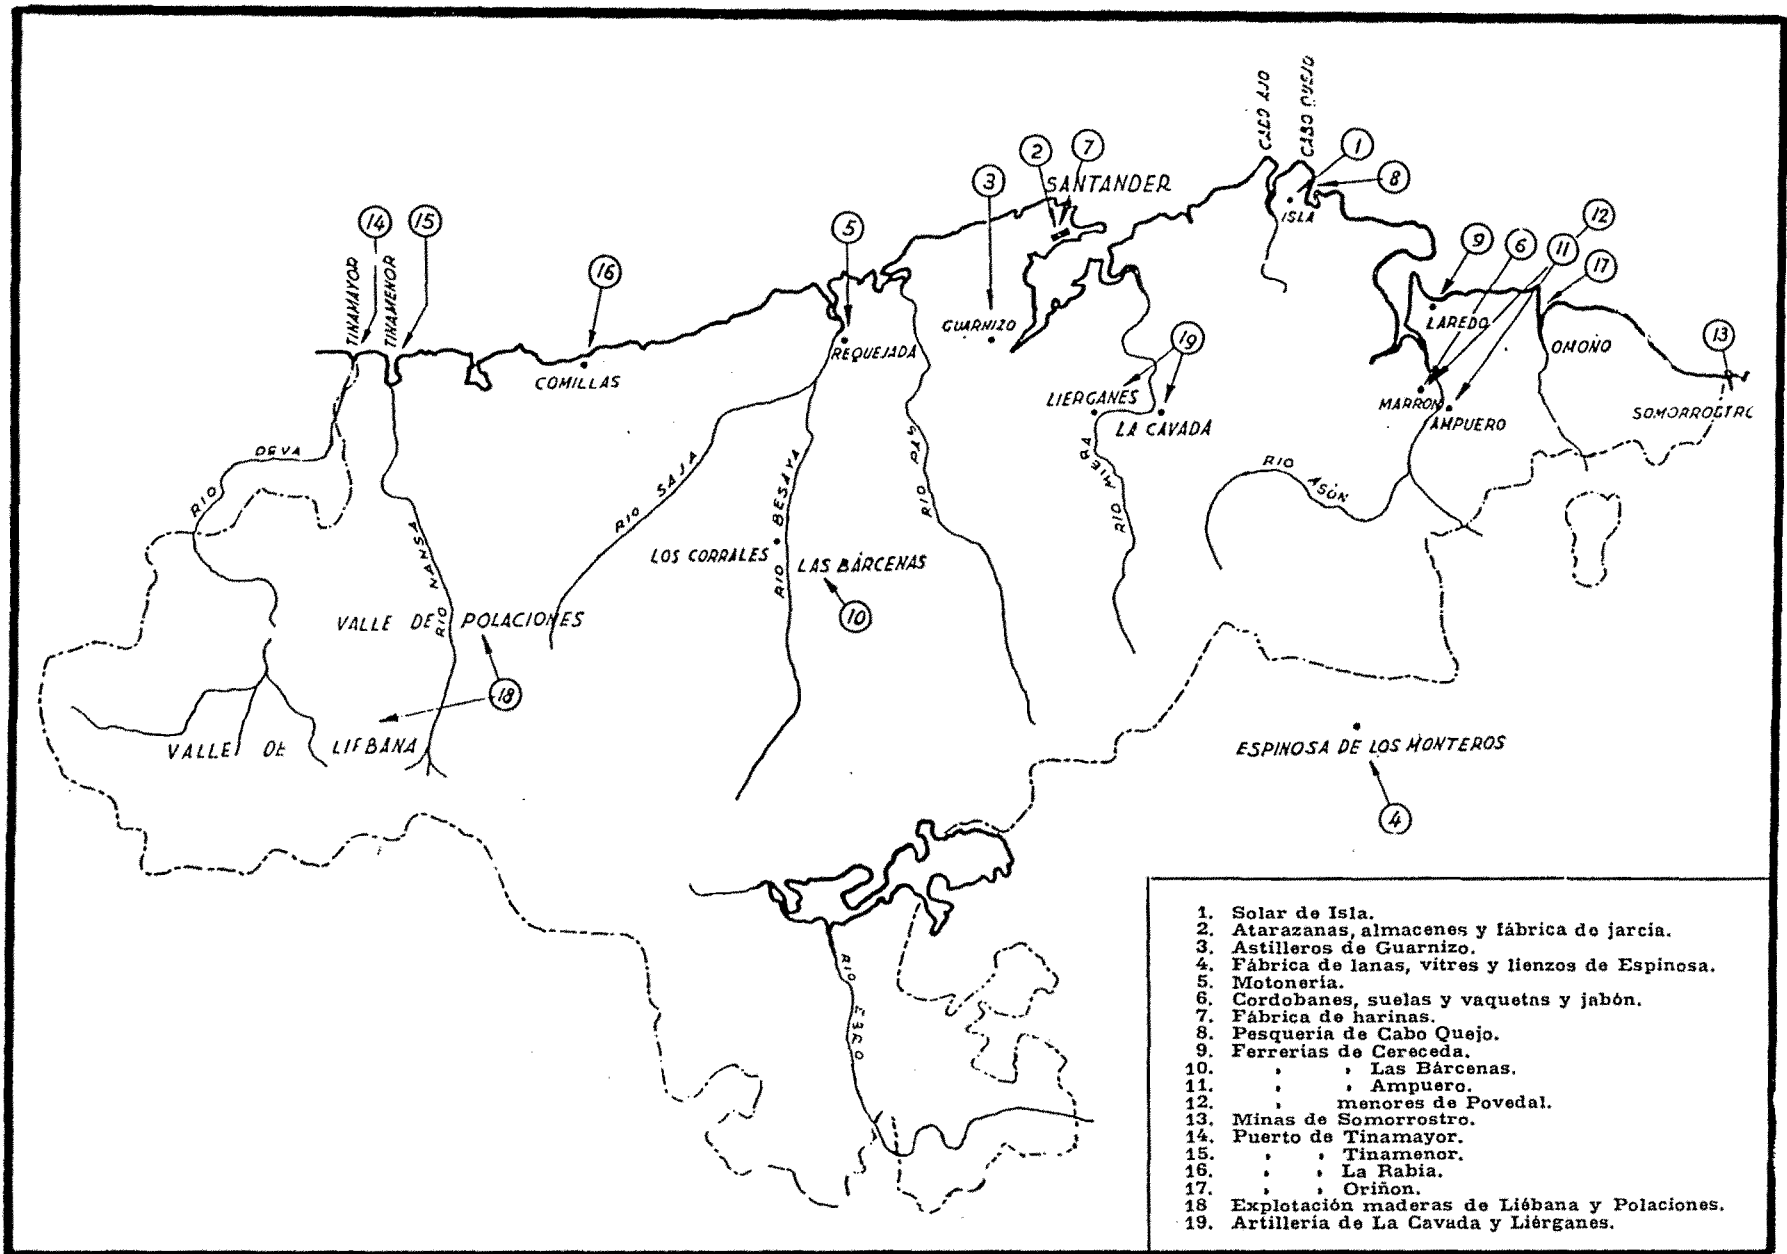 CABO AJO
CABO QUEJO
1
2
7
3
SANTANDER
8
ISLA
14
15
5
12
9
6
11
16
17
TINAMAYOR
TINAMENOR
GUARNIZO
LAREDO
REQUEJADA
19
OMOÑO
13
COMILLAS
LIERGANES
MARRON
SOMORROSTRO
LA CAVADA
AMPUERO
RIO DEVA
RIO SAJA
RIO BESAYA
RIO PAS
RIO MIERA
RIO ASÓN
RIO NANSA
LOS CORRALES
LAS BÁRCENAS
10
VALLE DE POLACIONES
18
VALLE DE LIEBANA
ESPINOSA DE LOS MONTEROS
4
RIO EBRO
1. Solar de Isla.
2. Atarazanas, almacenes y fábrica de jarcia.
3. Astilleros de Guarnizo.
4. Fábrica de lanas, vitres y lienzos de Espinosa.
5. Motonería.
6. Cordobanes, suelas y vaquetas y jabón.
7. Fábrica de harinas.
8. Pesquería de Cabo Quejo.
9. Ferrerías de Cereceda.
10. » » Las Bárcenas.
11. » » Ampuero.
12. » menores de Povedal.
13. Minas de Somorrostro.
14. Puerto de Tinamayor.
15. » » Tinamenor.
16. » » La Rabia.
17. » » Oriñon.
18 Explotación maderas de Liébana y Polaciones.
19. Artillería de La Cavada y Liérganes.